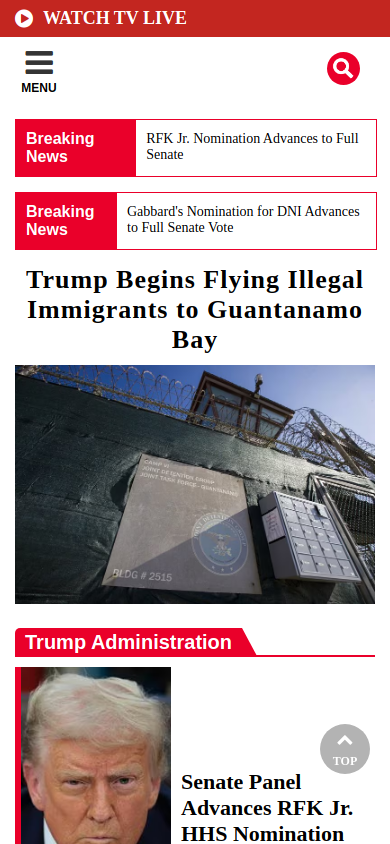 WATCH TV LIVE
MENU
Breaking News
RFK Jr. Nomination Advances to Full
Senate
Breaking News
Gabbard's Nomination for DNI Advances
to Full Senate Vote
Trump Begins Flying Illegal
Immigrants to Guantanamo
Bay
CAMP VI
JOINT DETENTION GROUP
JOINT TASK FORCE - GUANTANAMO
BLDG # 2515
Trump Administration
TOP
Senate Panel
Advances RFK Jr.
HHS Nomination